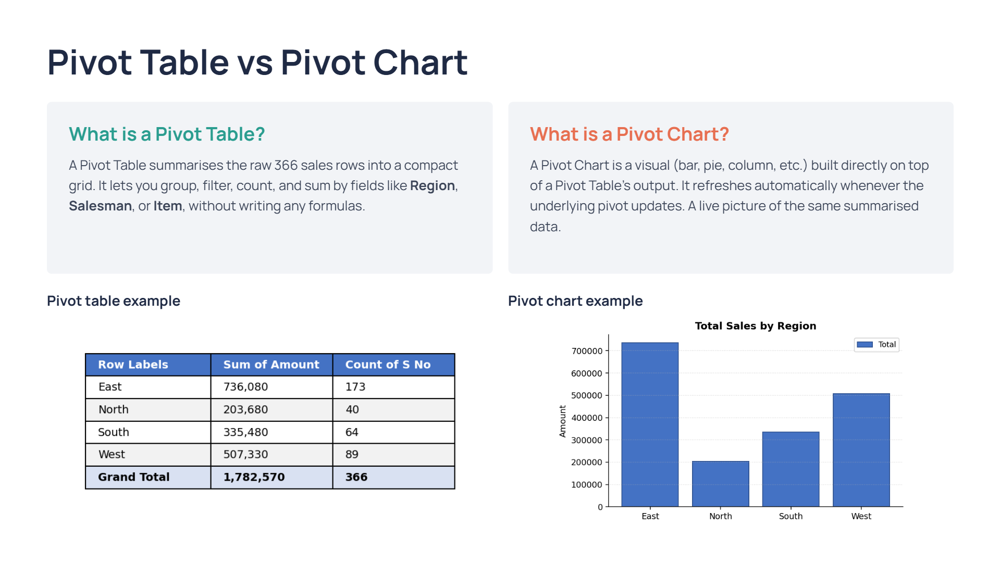 Pivot Table vs Pivot Chart
What is a Pivot Table?
A Pivot Table summarises the raw 366 sales rows into a compact
grid. It lets you group, filter, count, and sum by fields like Region,
Salesman, or Item, without writing any formulas.
What is a Pivot Chart?
A Pivot Chart is a visual (bar, pie, column, etc.) built directly on top
of a Pivot Table’s output. It refreshes automatically whenever the
underlying pivot updates. A live picture of the same summarised
data.
Pivot table example
Row Labels Sum of Amount Count of S No
East 736,080 173
North 203,680 40
South 335,480 64
West 507,330 89
Grand Total 1,782,570 366
Pivot chart example
Total Sales by Region
Total
700000
600000
500000
400000
300000
200000
100000
0
Amount
East North South West